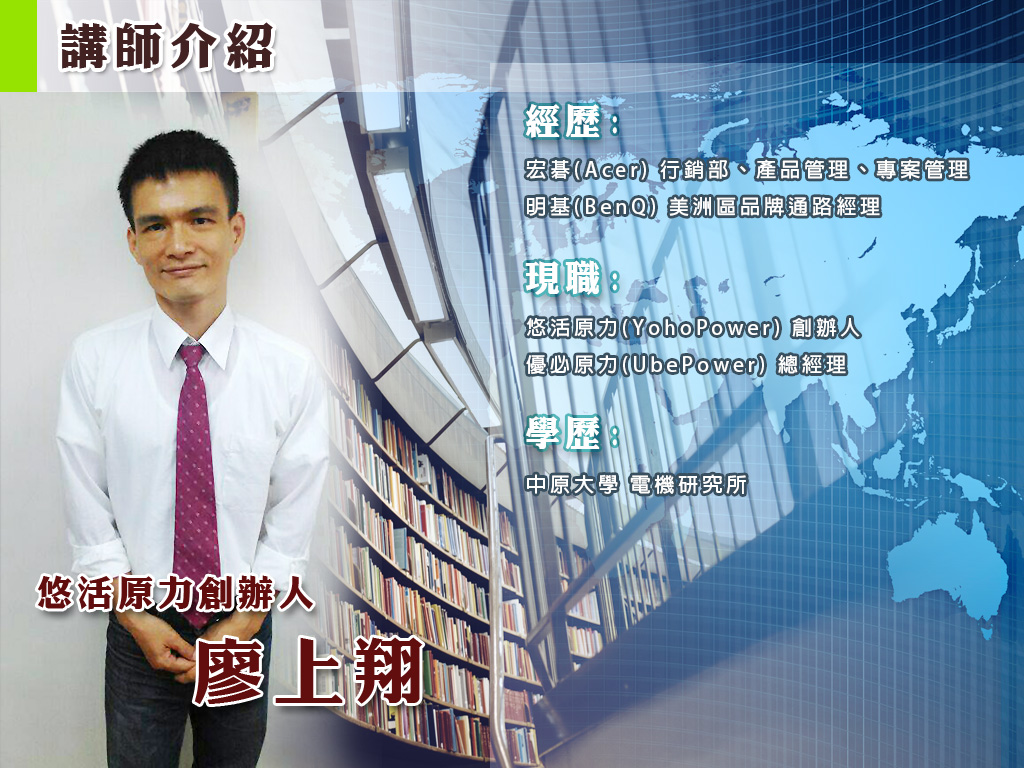 講師介紹
經歷:
宏碁(Acer) 行銷部、產品管理、專案管理
明基(BenQ) 美洲區品牌通路經理
現職:
悠活原力(YohoPower) 創辦人
優必原力(UbePower) 總經理
學歷:
中原大學 電機研究所
悠活原力創辦人
廖上翔